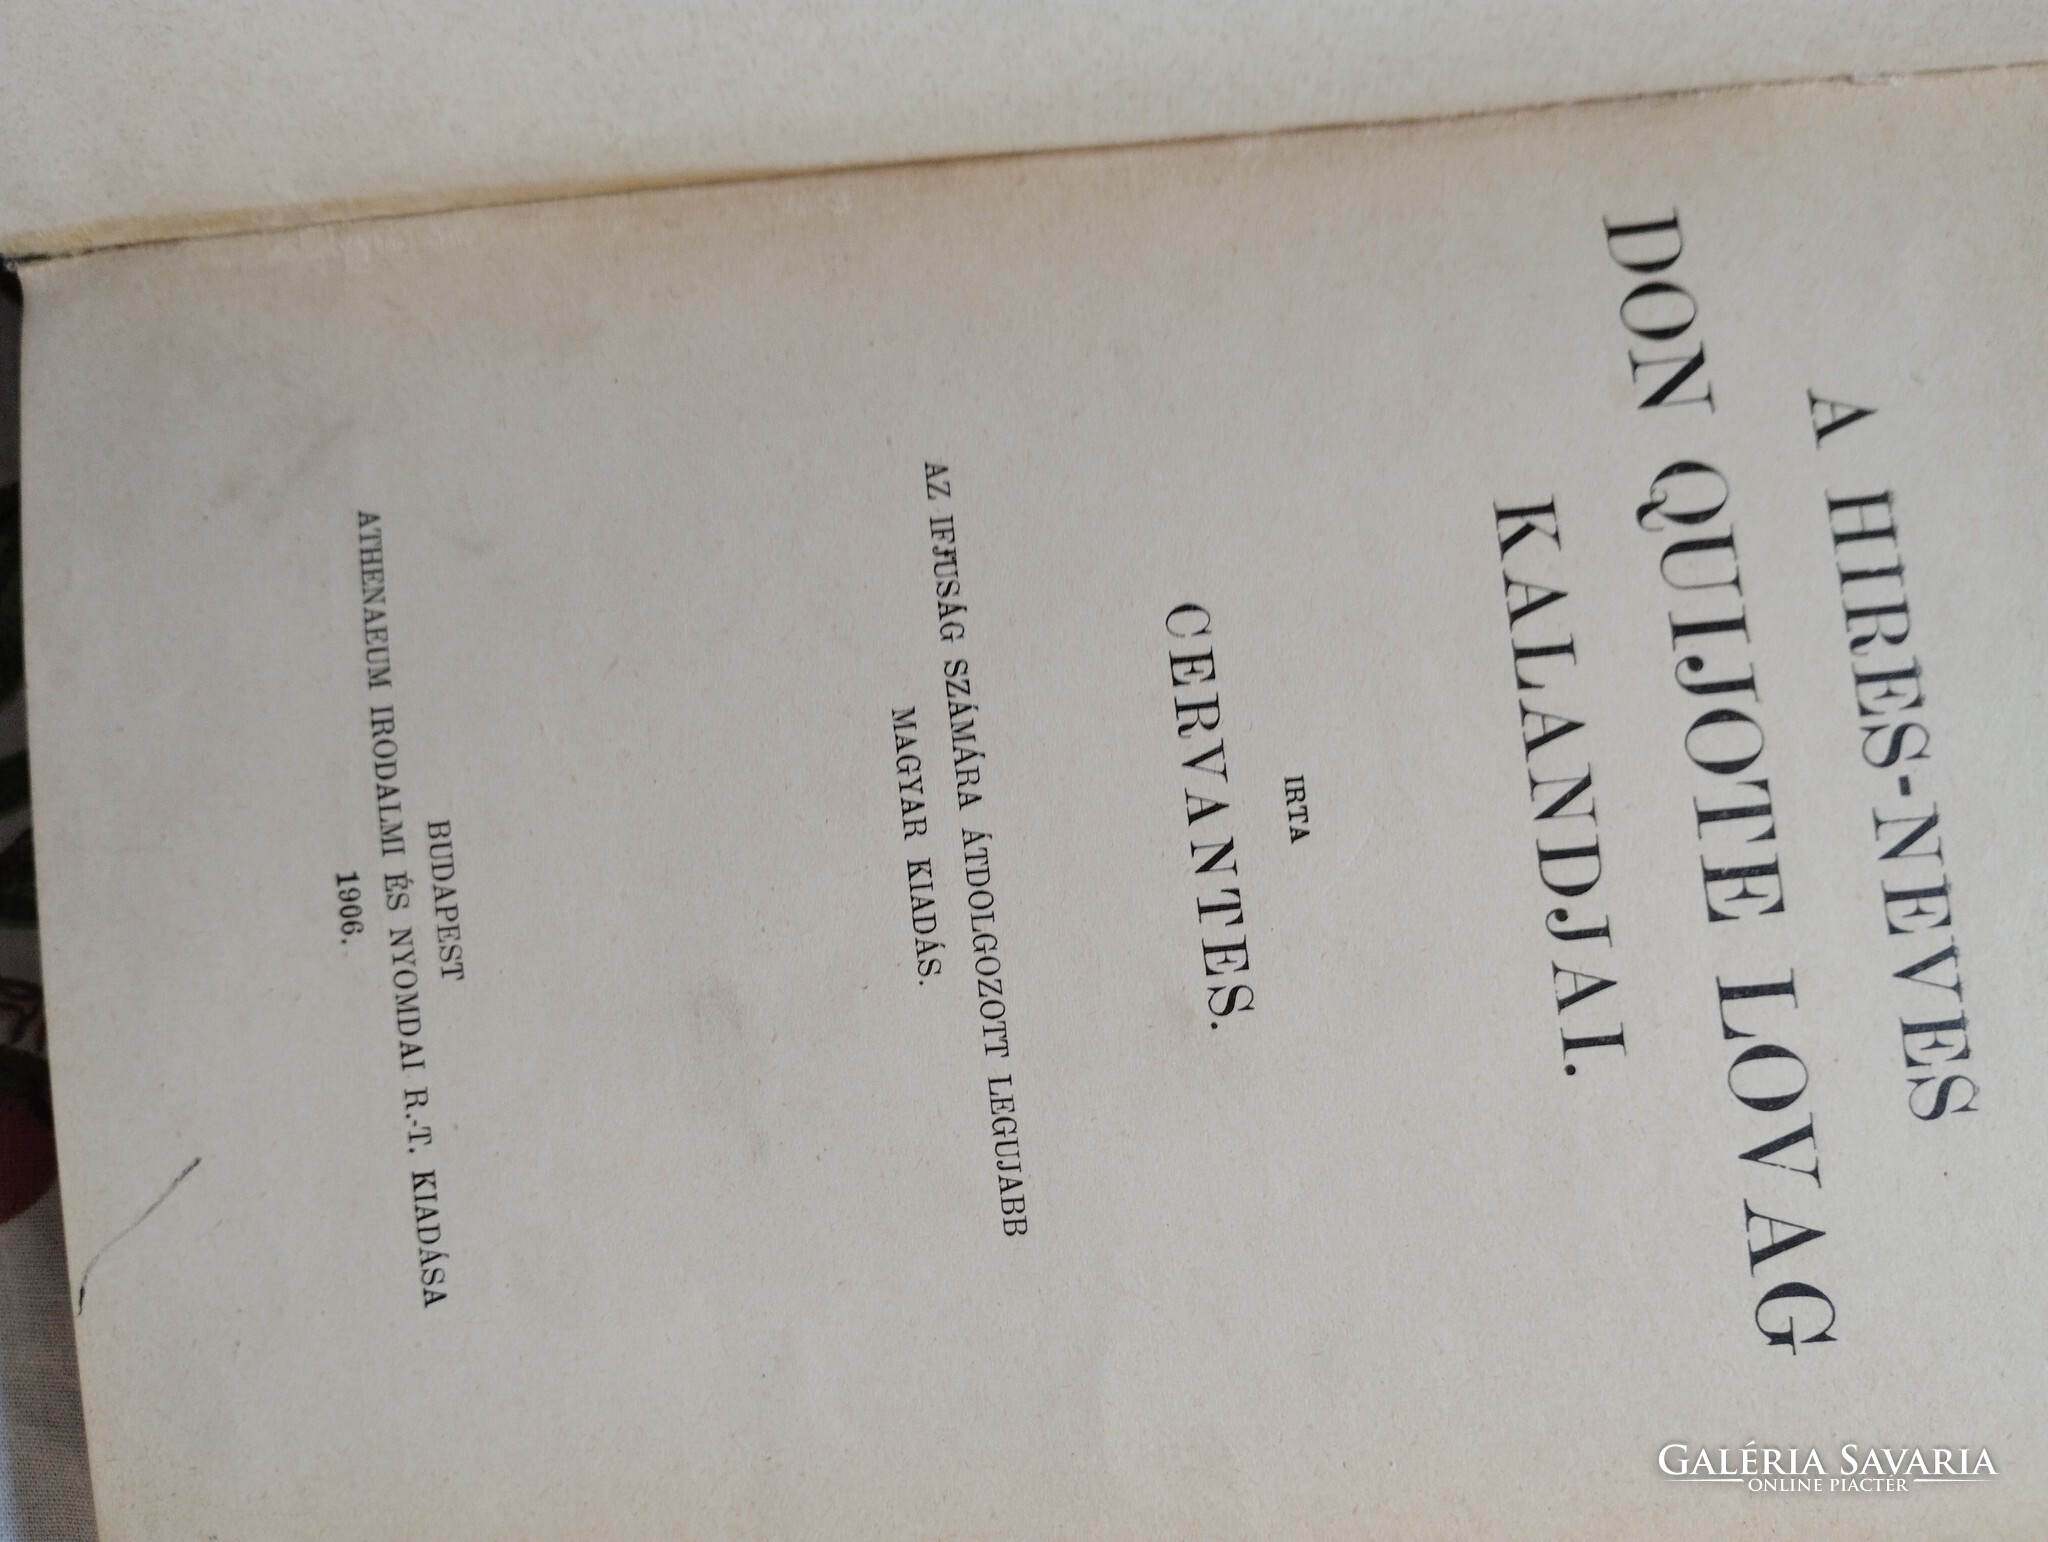 A HIRES-NEVES
DON QUIJOTE LOVAG
KALANDJAI.
IRTA
CERVANTES.
AZ IFJUSÁG SZÁMÁRA ÁTDOLGOZOTT LEGUJABB
MAGYAR KIADÁS.
BUDAPEST
ATHENAEUM IRODALMI ÉS NYOMDAI R.-T. KIADÁSA
1906.
GALÉRIA SAVARIA
ONLINE PIACTÉR